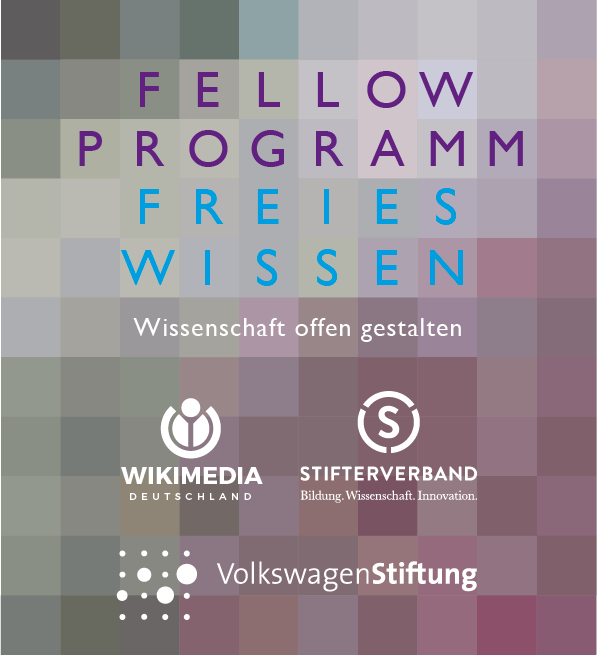 FELLOW
PROGRAMM
FREIES
WISSEN
Wissenschaft offen gestalten
WIKIMEDIA
DEUTSCHLAND
STIFTERVERBAND
Bildung. Wissenschaft. Innovation.
VolkswagenStiftung